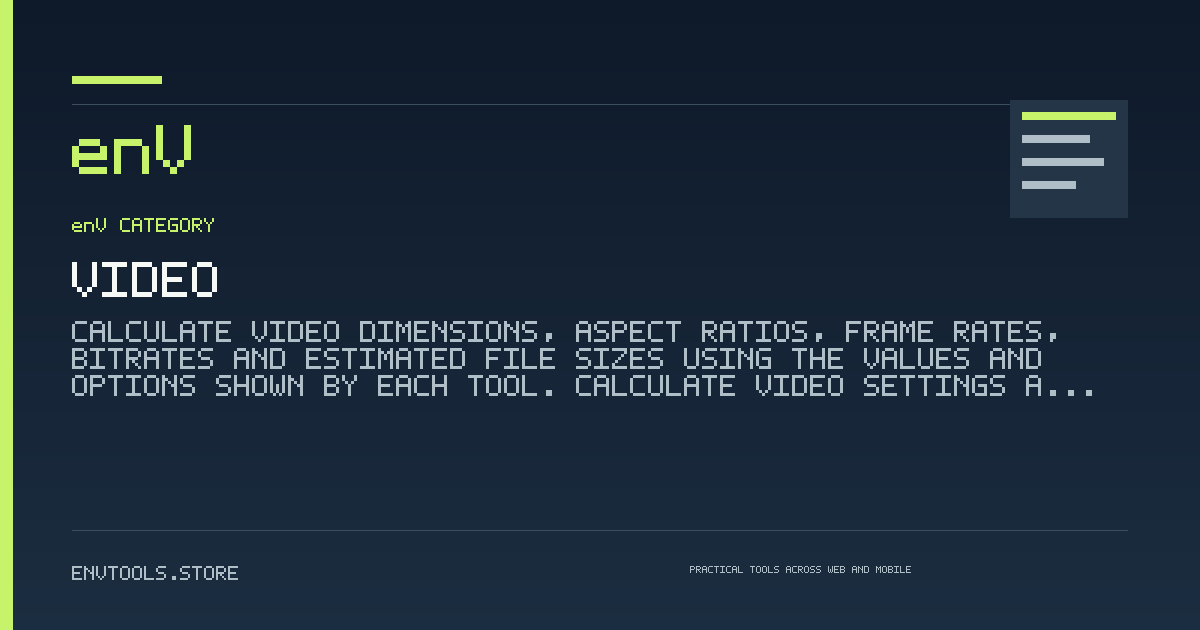 enV
enV CATEGORY
VIDEO
CALCULATE VIDEO DIMENSIONS, ASPECT RATIOS, FRAME RATES,
BITRATES AND ESTIMATED FILE SIZES USING THE VALUES AND
OPTIONS SHOWN BY EACH TOOL. CALCULATE VIDEO SETTINGS A...
ENVTOOLS.STORE
PRACTICAL TOOLS ACROSS WEB AND MOBILE